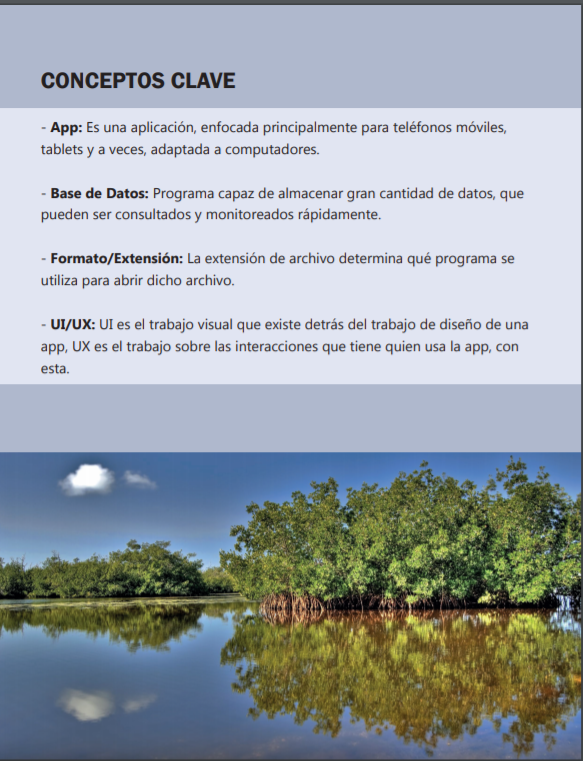 CONCEPTOS CLAVE
- App: Es una aplicación, enfocada principalmente para teléfonos móviles,
tablets y a veces, adaptada a computadores.
- Base de Datos: Programa capaz de almacenar gran cantidad de datos, que
pueden ser consultados y monitoreados rápidamente.
- Formato/Extensión: La extensión de archivo determina qué programa se
utiliza para abrir dicho archivo.
- UI/UX: UI es el trabajo visual que existe detrás del trabajo de diseño de una
app, UX es el trabajo sobre las interacciones que tiene quien usa la app, con
esta.